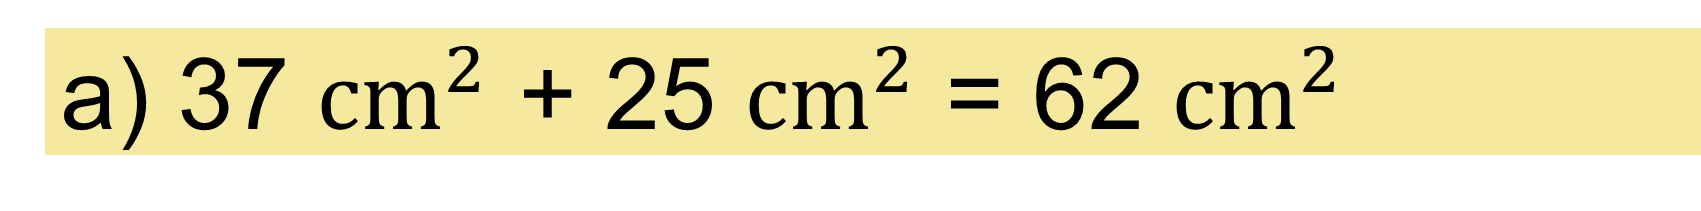 a) 37 cm² + 25 cm² = 62 cm²